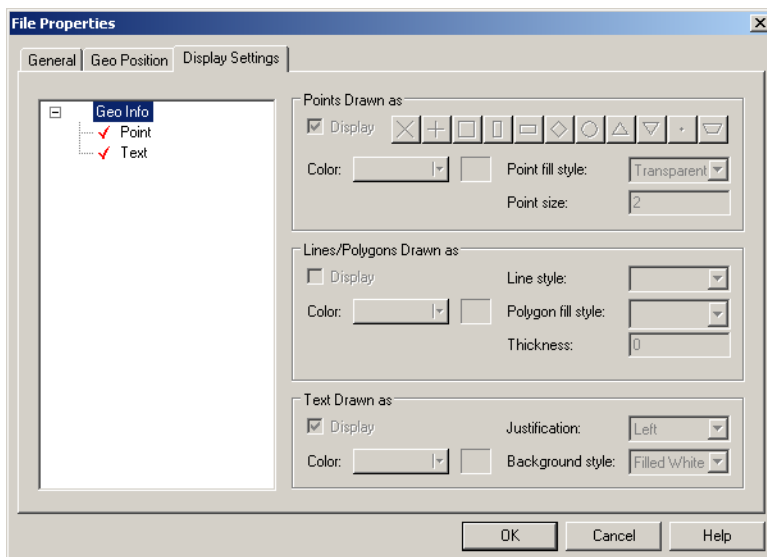 File Properties
General Geo Position Display Settings
Geo Info
Point
Text
Points Drawn as
Display
Color: Point fill style: Transparent
Point size: 2
Lines/Polygons Drawn as
Display Line style:
Color: Polygon fill style:
Thickness: 0
Text Drawn as
Display Justification: Left
Color: Background style: Filled White
OK Cancel Help